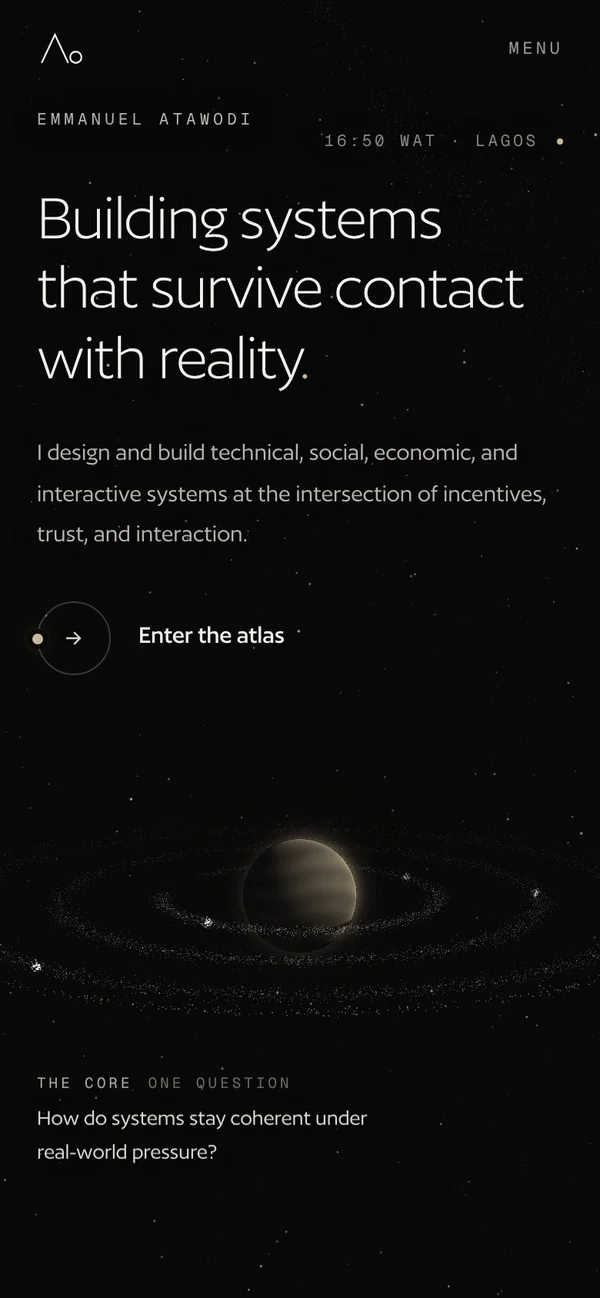 MENU
EMMANUEL ATAWODI
16:50 WAT · LAGOS
Building systems
that survive contact
with reality.
I design and build technical, social, economic, and
interactive systems at the intersection of incentives,
trust, and interaction.
→ Enter the atlas
THE CORE ONE QUESTION
How do systems stay coherent under
real-world pressure?